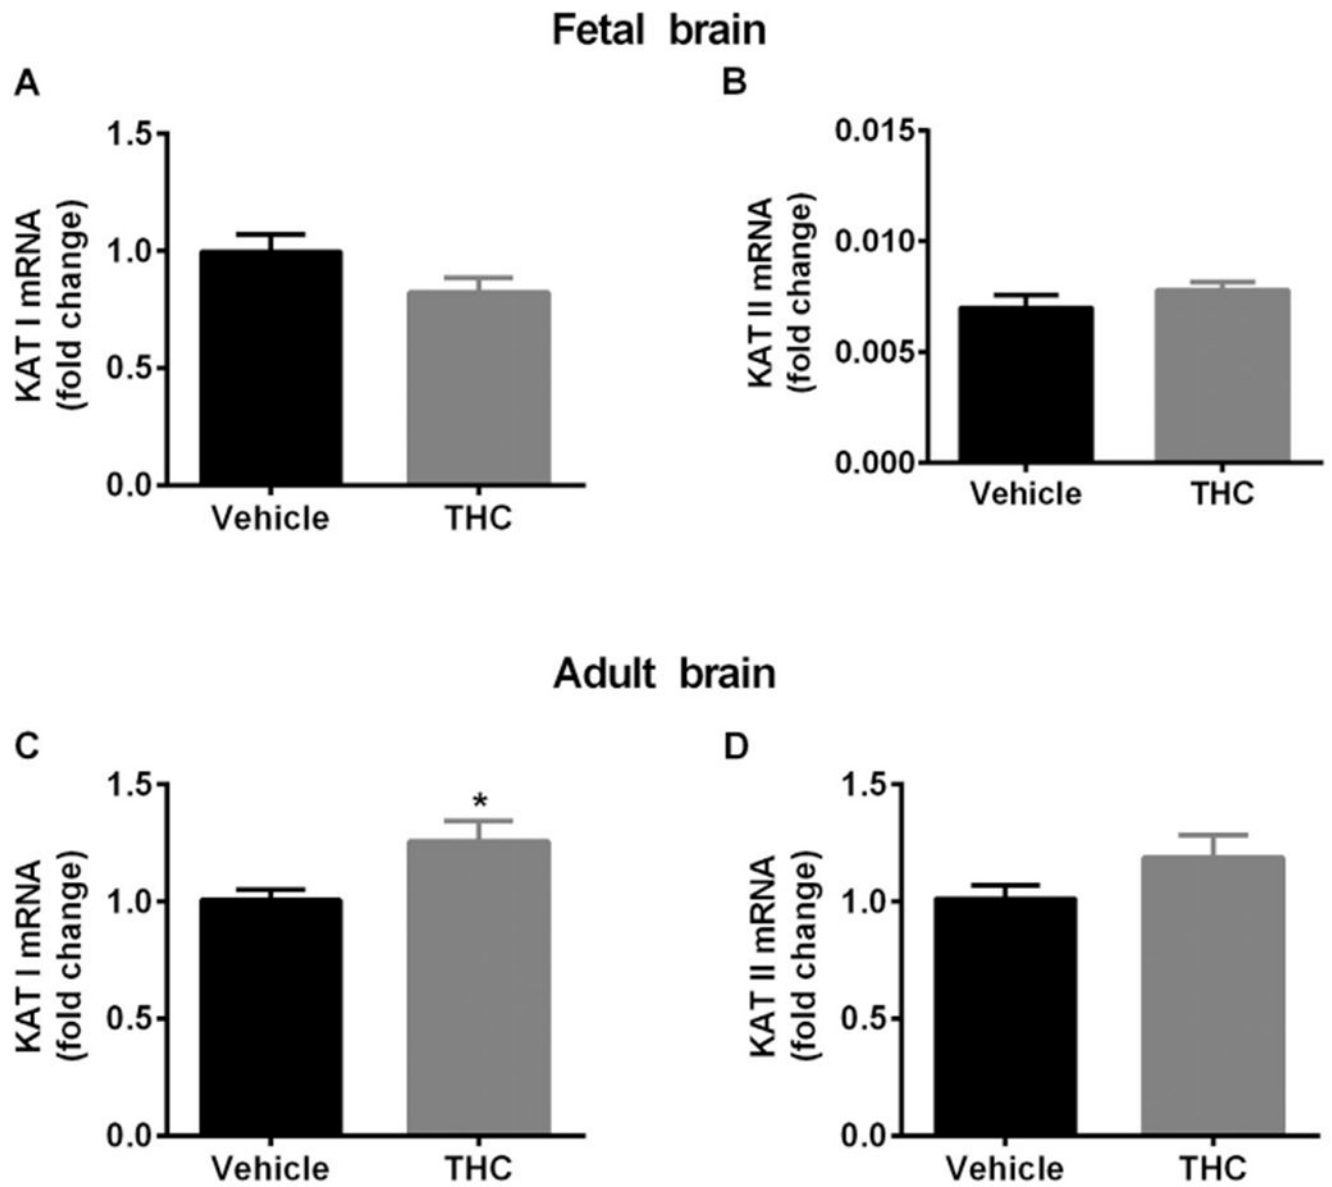 Fetal brain
A
1.5
1.0
0.5
0.0
KAT I mRNA
(fold change)
Vehicle
THC
B
0.015
0.010
0.005
0.000
KAT II mRNA
(fold change)
Vehicle
THC
Adult brain
C
1.5
1.0
0.5
0.0
KAT I mRNA
(fold change)
*
Vehicle
THC
D
1.5
1.0
0.5
0.0
KAT II mRNA
(fold change)
Vehicle
THC